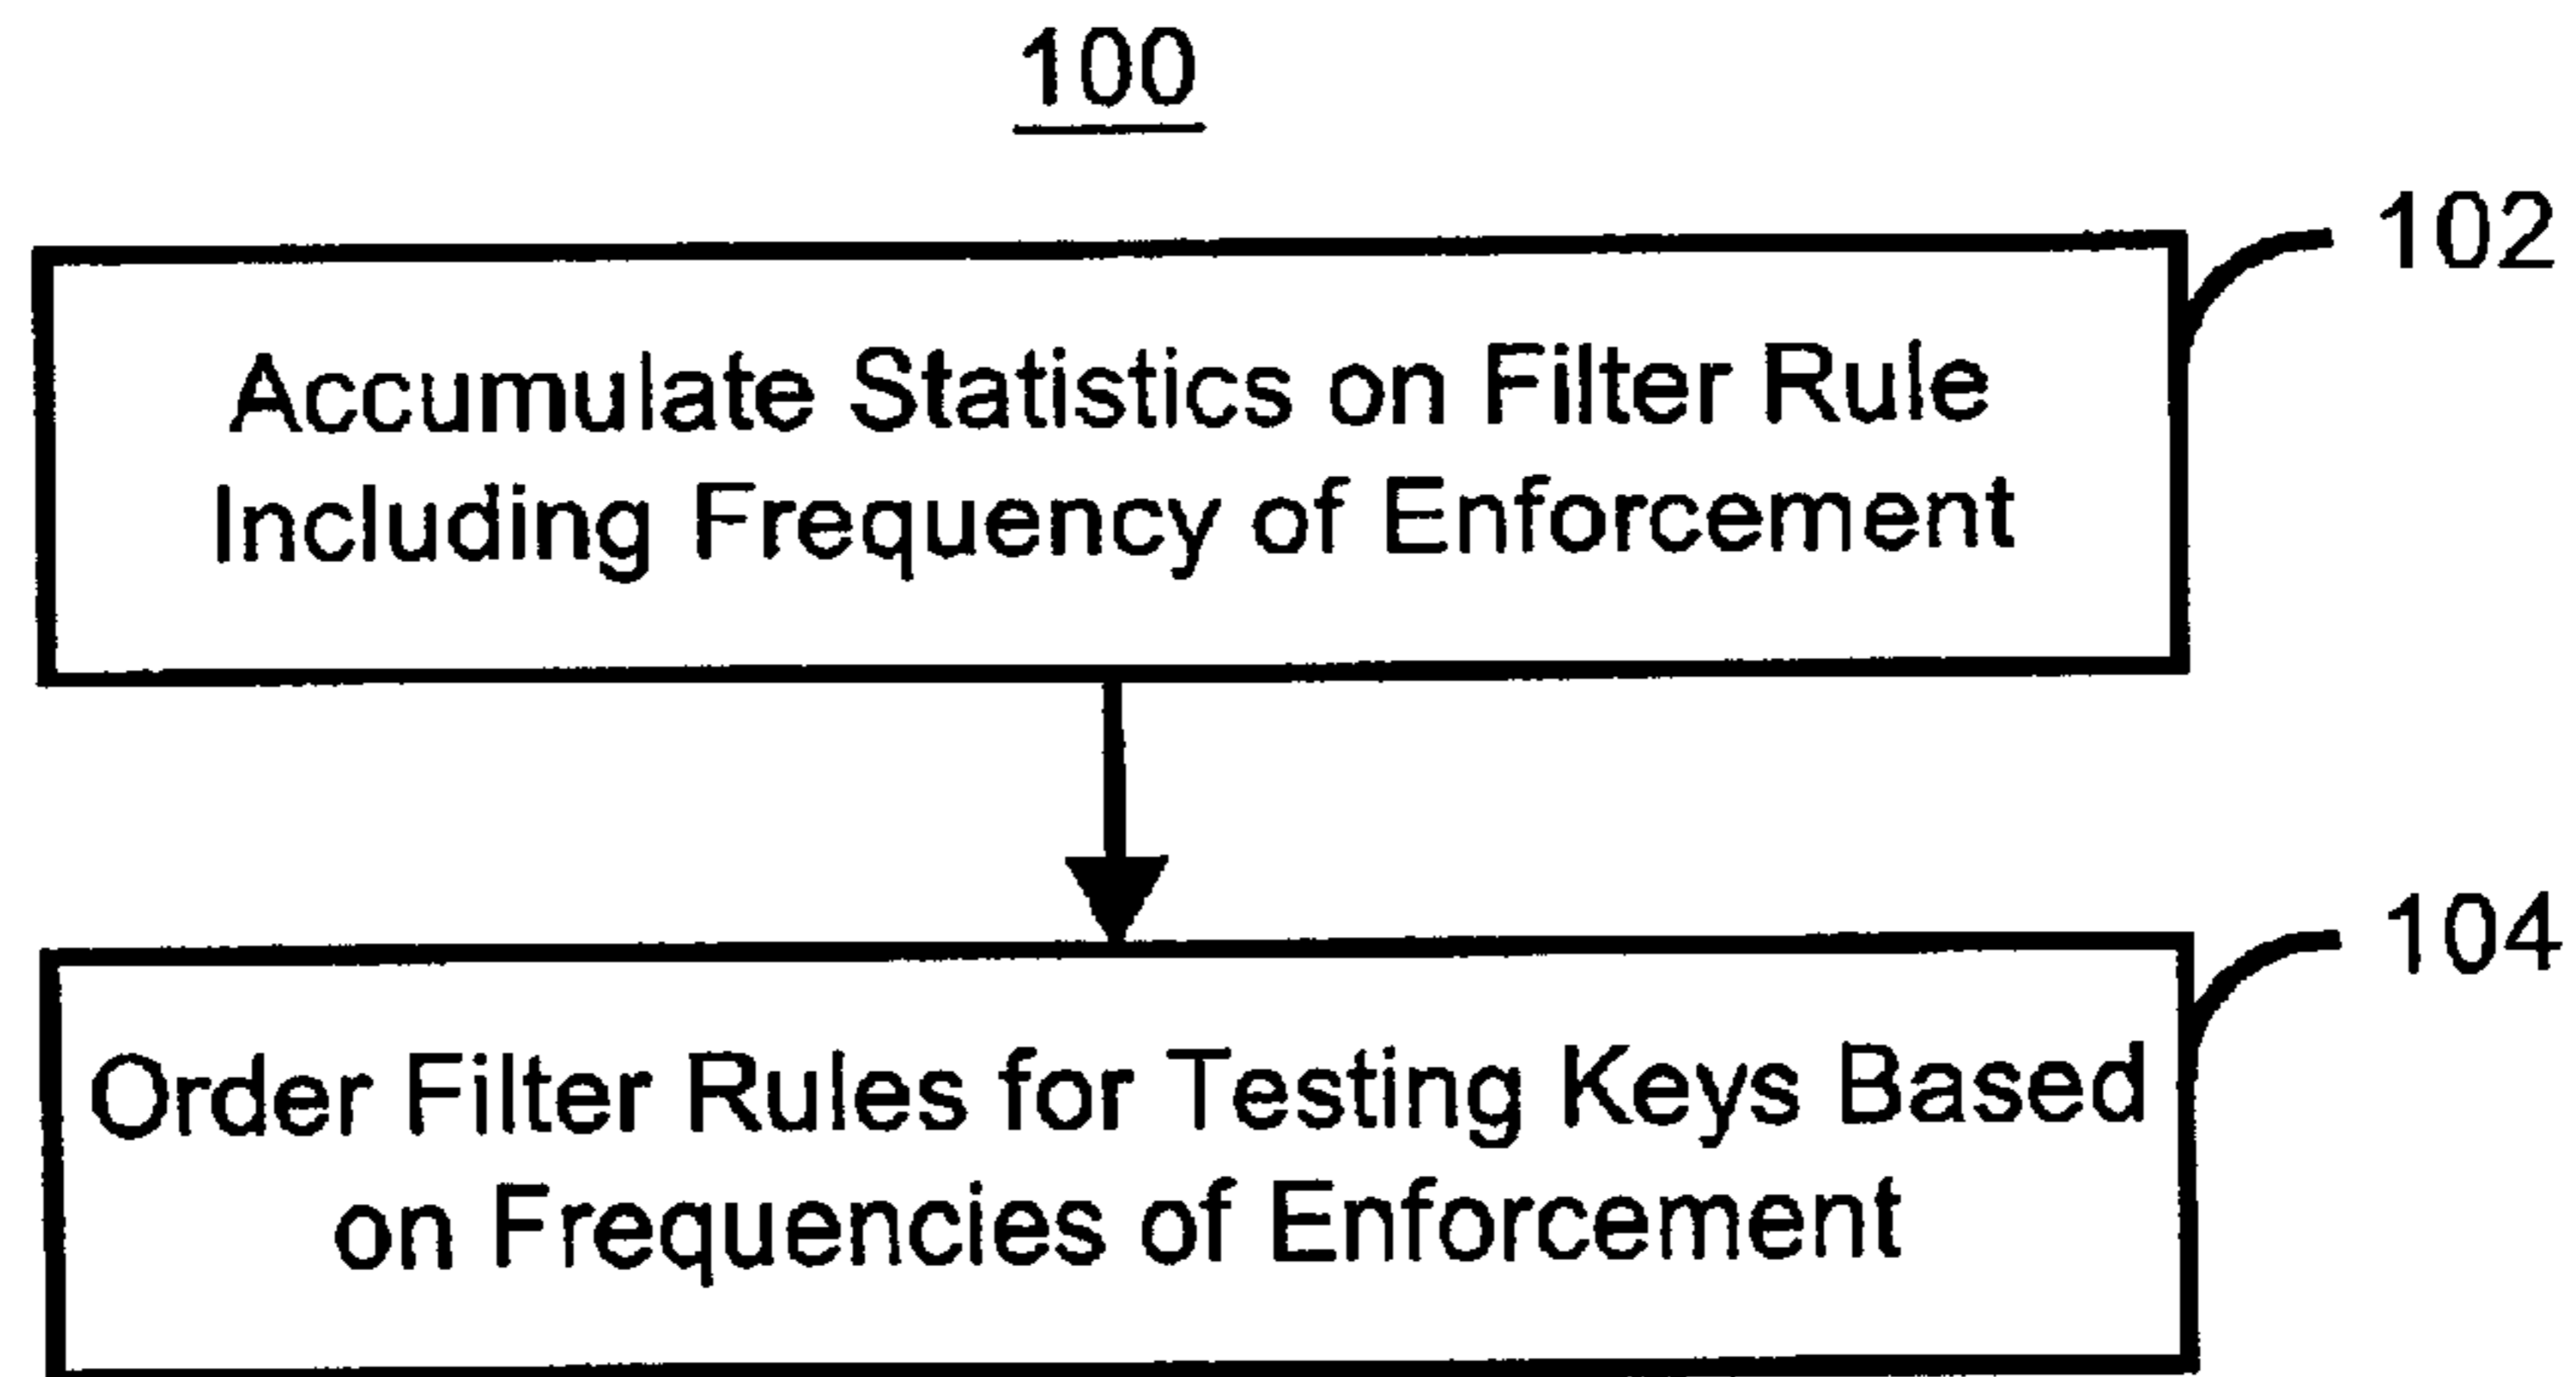 100
102
Accumulate Statistics on Filter Rule
Including Frequency of Enforcement
104
Order Filter Rules for Testing Keys Based
on Frequencies of Enforcement